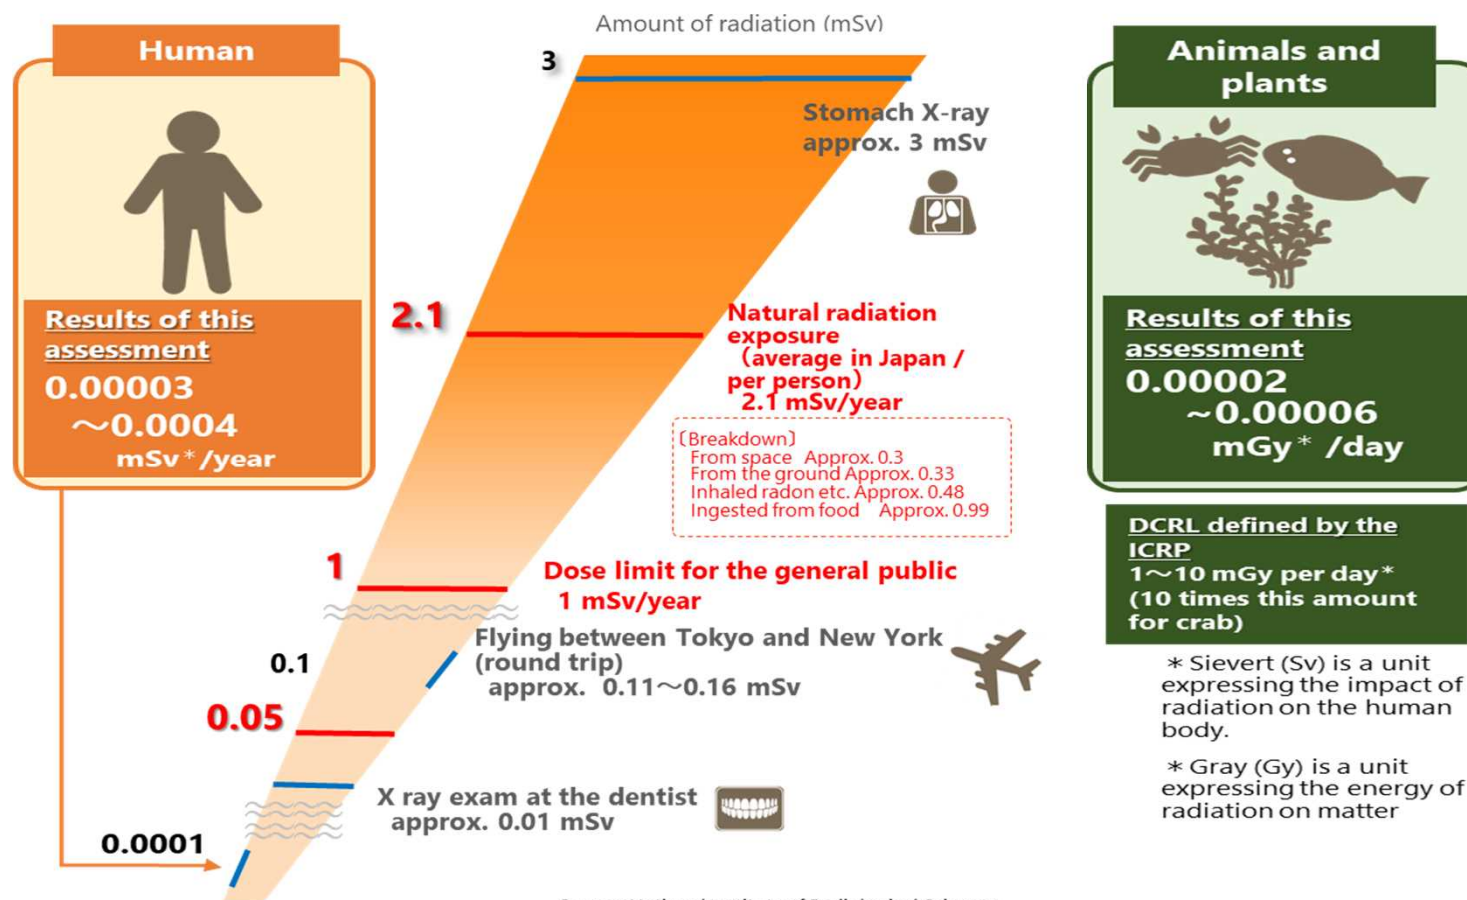 Amount of radiation (mSv)
Human
Results of this
assessment
0.00003
～0.0004
mSv*/year
3
Stomach X-ray
approx. 3 mSv
2.1
Natural radiation
exposure
（average in Japan /
per person）
2.1 mSv/year
〔Breakdown〕
From space Approx. 0.3
From the ground Approx. 0.33
Inhaled radon etc. Approx. 0.48
Ingested from food Approx. 0.99
1
Dose limit for the general public
1 mSv/year
Flying between Tokyo and New York
(round trip)
approx. 0.11～0.16 mSv
0.1
0.05
X ray exam at the dentist
approx. 0.01 mSv
0.0001
Animals and
plants
Results of this
assessment
0.00002
~0.00006
mGy* /day
DCRL defined by the
ICRP
1～10 mGy per day*
(10 times this amount
for crab)
* Sievert (Sv) is a unit
expressing the impact of
radiation on the human
body.
* Gray (Gy) is a unit
expressing the energy of
radiation on matter